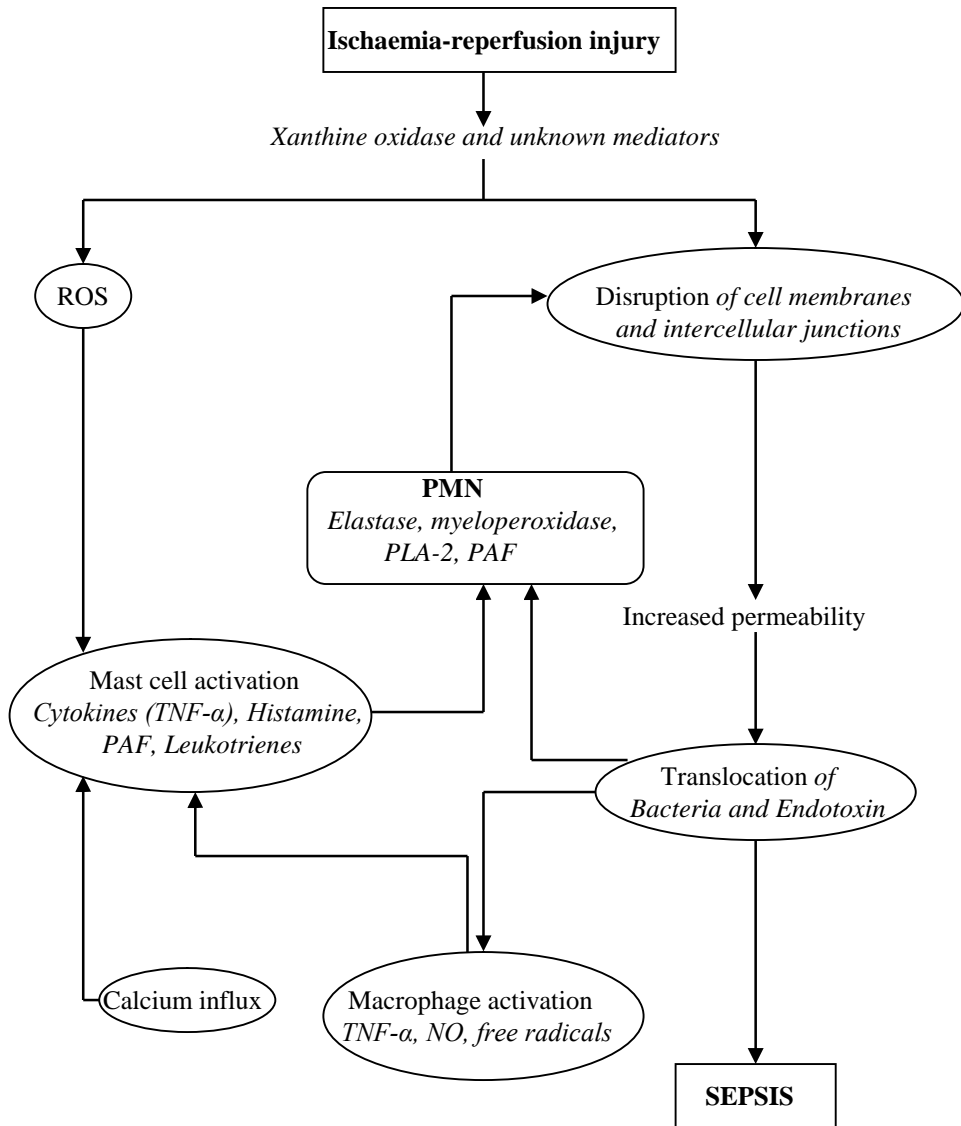 Ischaemia-reperfusion injury
Xanthine oxidase and unknown mediators
ROS
Disruption of cell membranes
and intercellular junctions
PMN
Elastase, myeloperoxidase,
PLA-2, PAF
Increased permeability
Mast cell activation
Cytokines (TNF-α), Histamine,
PAF, Leukotrienes
Translocation of
Bacteria and Endotoxin
Calcium influx
Macrophage activation
TNF-α, NO, free radicals
SEPSIS